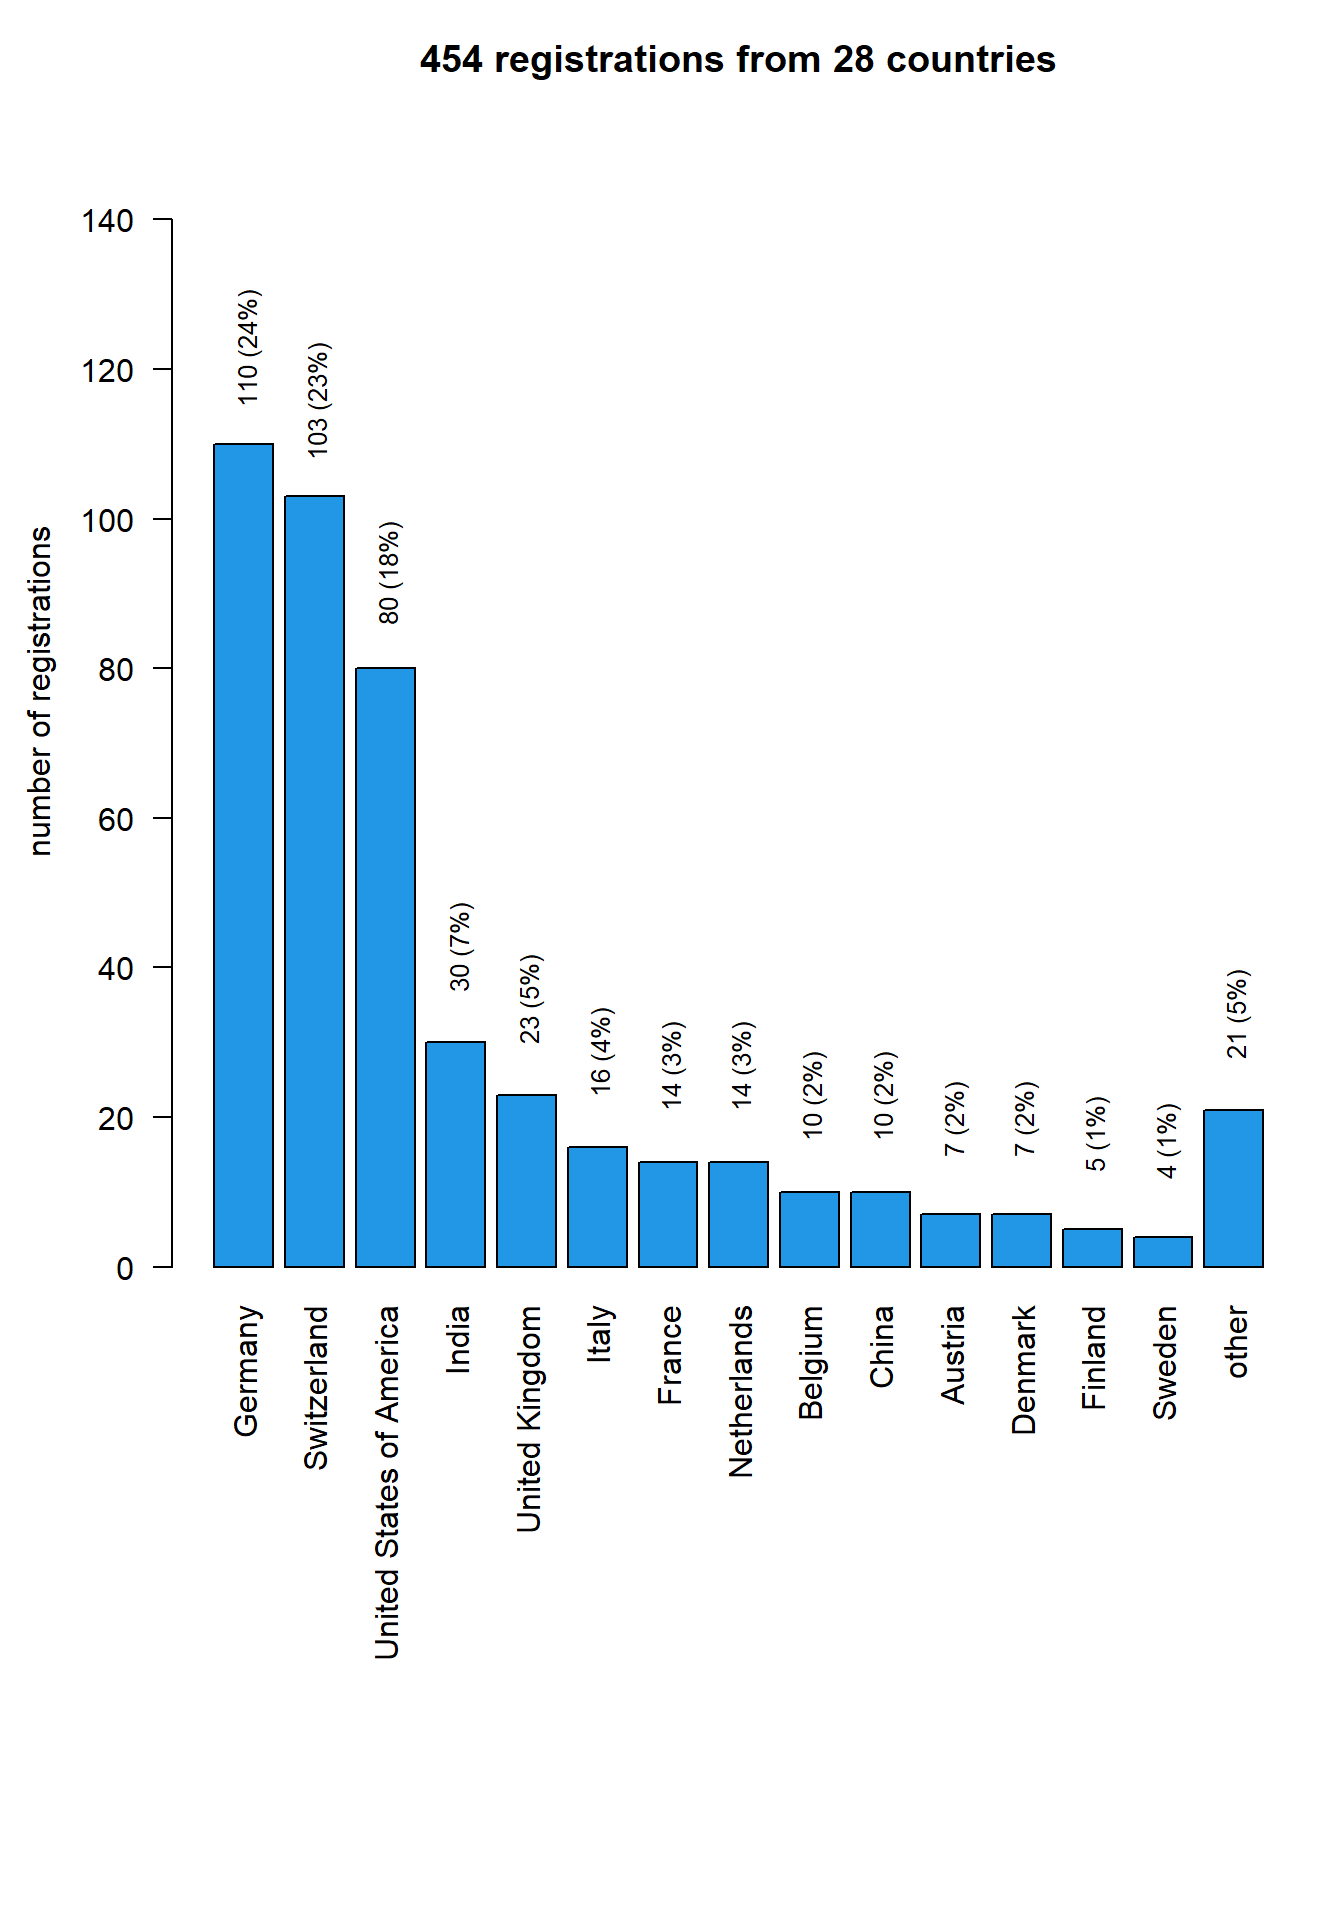 454 registrations from 28 countries
number of registrations
140
120
100
80
60
40
20
0
110 (24%)
103 (23%)
80 (18%)
30 (7%)
23 (5%)
16 (4%)
14 (3%)
14 (3%)
10 (2%)
10 (2%)
7 (2%)
7 (2%)
5 (1%)
4 (1%)
21 (5%)
Germany
Switzerland
United States of America
India
United Kingdom
Italy
France
Netherlands
Belgium
China
Austria
Denmark
Finland
Sweden
other